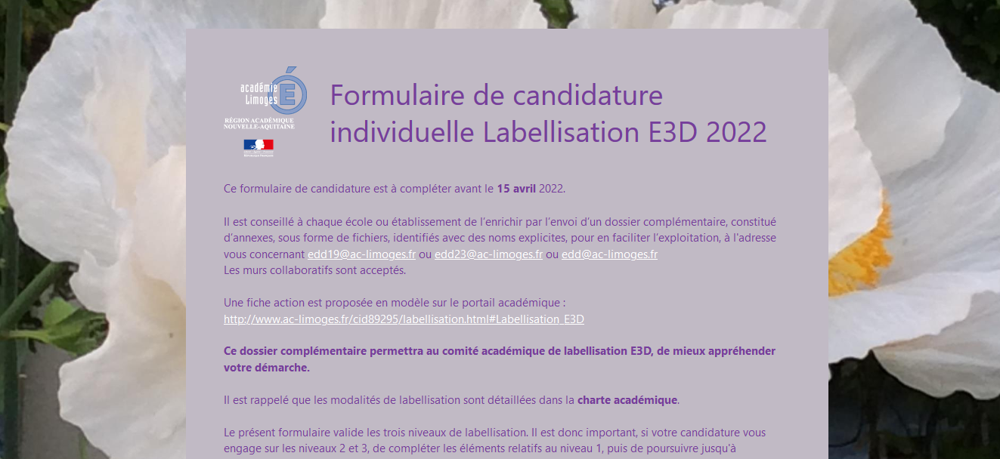 académie
Limoges
É
RÉGION ACADÉMIQUE
NOUVELLE-AQUITAINE
Formulaire de candidature
individuelle Labellisation E3D 2022
Ce formulaire de candidature est à compléter avant le 15 avril 2022.
Il est conseillé à chaque école ou établissement de l'enrichir par l'envoi d'un dossier complémentaire, constitué
d'annexes, sous forme de fichiers, identifiés avec des noms explicites, pour en faciliter l'exploitation, à l'adresse
vous concernant edd19@ac-limoges.fr ou edd23@ac-limoges.fr ou edd@ac-limoges.fr
Les murs collaboratifs sont acceptés.
Une fiche action est proposée en modèle sur le portail académique :
http://www.ac-limoges.fr/cid89295/labellisation.html#Labellisation_E3D
Ce dossier complémentaire permettra au comité académique de labellisation E3D, de mieux appréhender
votre démarche.
Il est rappelé que les modalités de labellisation sont détaillées dans la charte académique.
Le présent formulaire valide les trois niveaux de labellisation. Il est donc important, si votre candidature vous
engage sur les niveaux 2 et 3, de compléter les éléments relatifs au niveau 1, puis de poursuivre jusqu'à